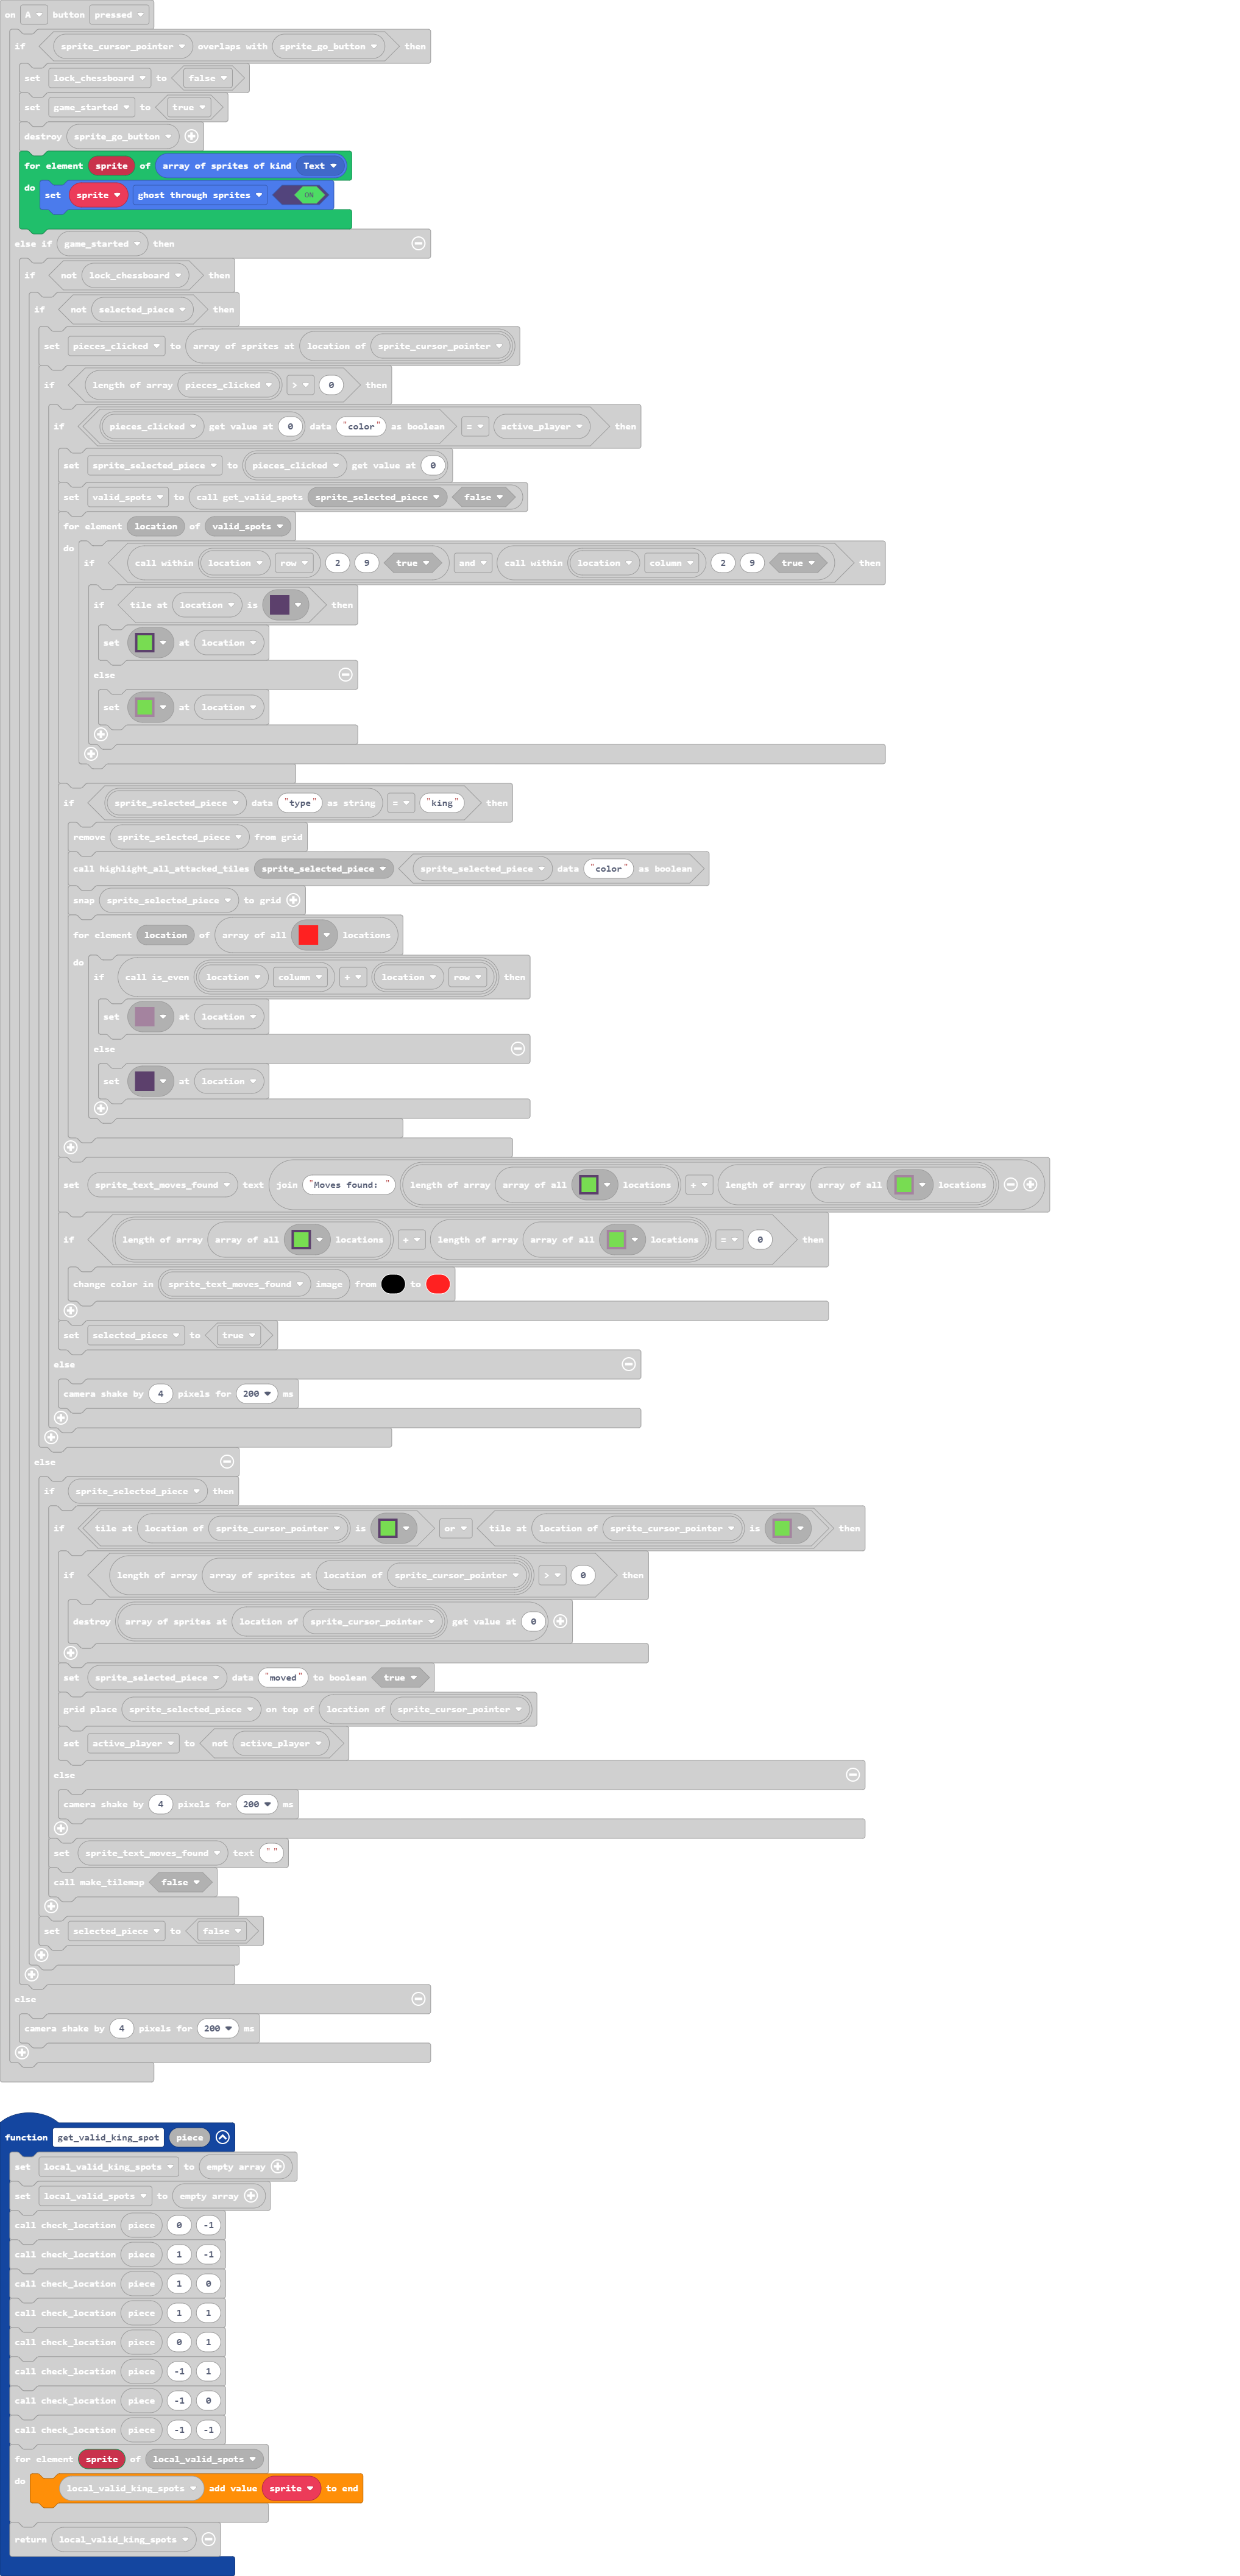 on A button pressed
if sprite_cursor_pointer overlaps with sprite_go_button then
set lock_chessboard to false
set game_started to true
destroy sprite_go_button
for element sprite of array of sprites of kind Text
do set sprite ghost through sprites ON
else if game_started then
if not lock_chessboard then
if not selected_piece then
set pieces_clicked to array of sprites at location of sprite_cursor_pointer
if length of array pieces_clicked > 0 then
if pieces_clicked get value at 0 data "color" as boolean = active_player then
set sprite_selected_piece to pieces_clicked get value at 0
set valid_spots to call get_valid_spots sprite_selected_piece false
for element location of valid_spots
do if call within location row 2 9 true and call within location column 2 9 true then
if tile at location is then
set at location
else
set at location
if sprite_selected_piece data "type" as string = "king" then
remove sprite_selected_piece from grid
call highlight_all_attacked_tiles sprite_selected_piece sprite_selected_piece data "color" as boolean
snap sprite_selected_piece to grid
for element location of array of all locations
do if call is_even location column + location row then
set at location
else
set at location
set sprite_text_moves_found text join "Moves found: " length of array array of all locations + length of array array of all locations
if length of array array of all locations + length of array array of all locations = 0 then
change color in sprite_text_moves_found image from to
set selected_piece to true
else
camera shake by 4 pixels for 200 ms
else
if sprite_selected_piece then
if tile at location of sprite_cursor_pointer is or tile at location of sprite_cursor_pointer is then
if length of array array of sprites at location of sprite_cursor_pointer > 0 then
destroy array of sprites at location of sprite_cursor_pointer get value at 0
set sprite_selected_piece data "moved" to boolean true
grid place sprite_selected_piece on top of location of sprite_cursor_pointer
set active_player to not active_player
else
camera shake by 4 pixels for 200 ms
set sprite_text_moves_found text ""
call make_tilemap false
set selected_piece to false
else
camera shake by 4 pixels for 200 ms
function get_valid_king_spot piece
set local_valid_king_spots to empty array
set local_valid_spots to empty array
call check_location piece 0 -1
call check_location piece 1 -1
call check_location piece 1 0
call check_location piece 1 1
call check_location piece 0 1
call check_location piece -1 1
call check_location piece -1 0
call check_location piece -1 -1
for element sprite of local_valid_spots
do local_valid_king_spots add value sprite to end
return local_valid_king_spots